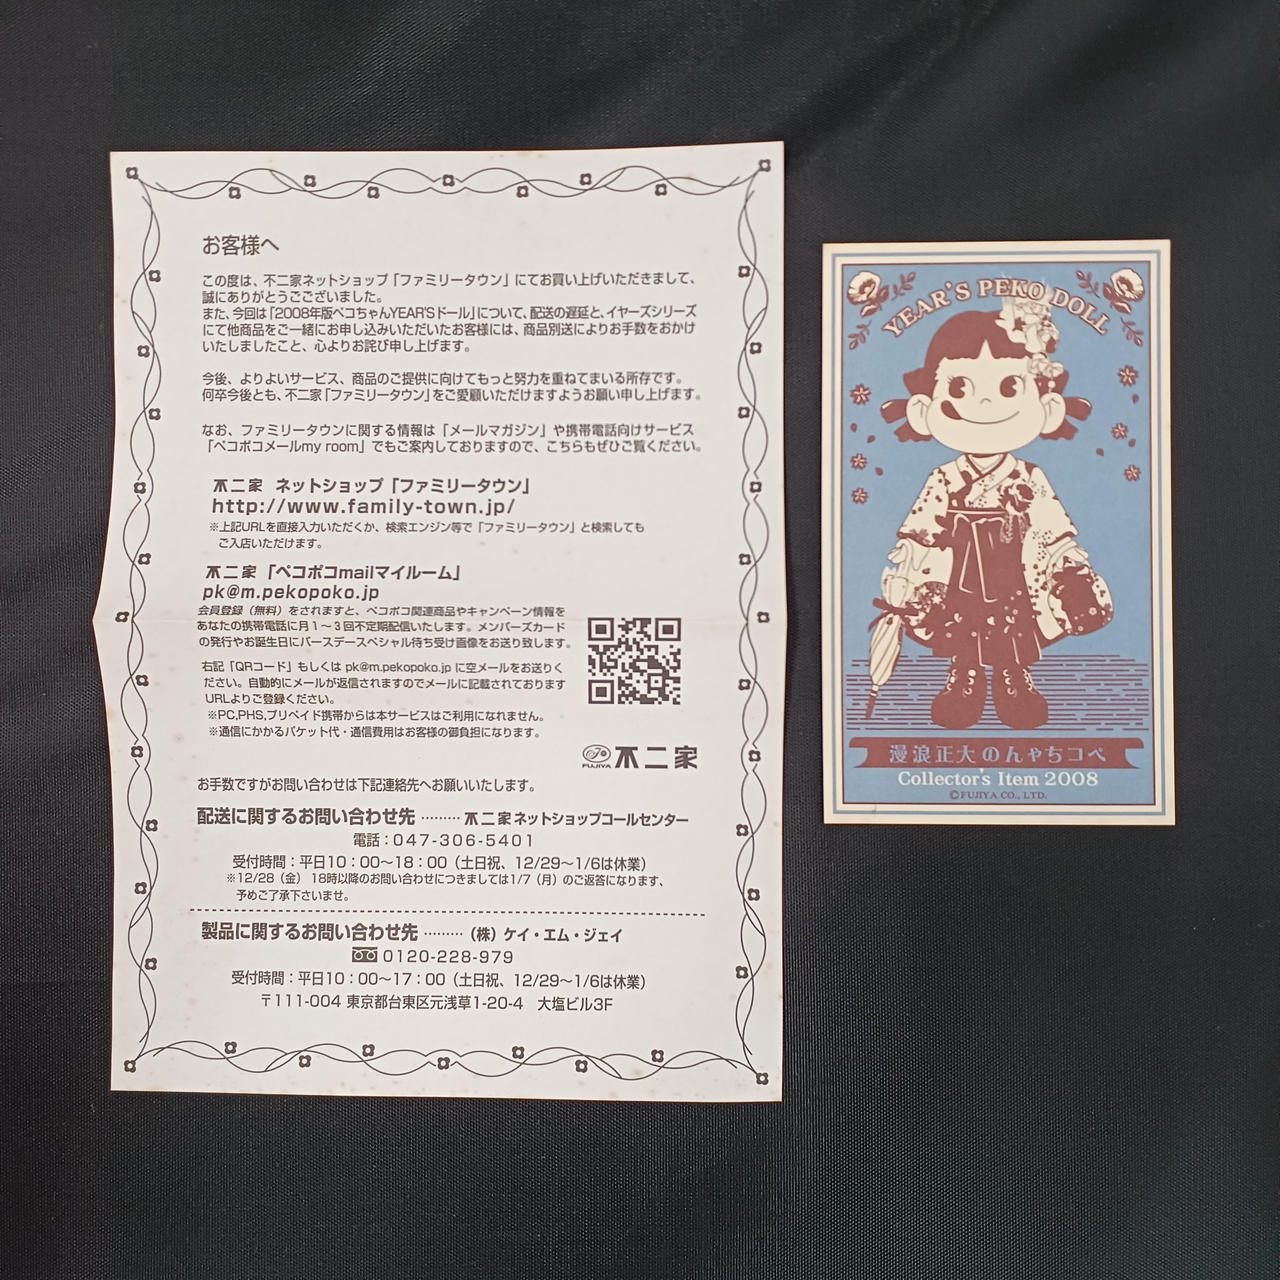 お客様へ
この度は、不二家ネットショップ「ファミリータウン」にてお買い上げいただきまして、
誠にありがとうございました。
また、今回は「2008年版ペコちゃんYEAR'Sドール」について、配送の遅延と、イヤーズシリーズ
にて他商品をご一緒にお申し込みいただいたお客様には、商品別送によりお手数をおかけ
いたしましたこと、心よりお詫び申し上げます。
今後、よりよいサービス、商品のご提供に向けてもっと努力を重ねてまいる所存です。
何卒今後とも、不二家「ファミリータウン」をご愛顧いただけますようお願い申し上げます。
なお、ファミリータウンに関する情報は「メールマガジン」や携帯電話向けサービス
「ペコポコメールmy room」でもご案内しておりますので、こちらもぜひご覧ください。
不二家 ネットショップ「ファミリータウン」
http://www.family-town.jp/
※上記URLを直接入力いただくか、検索エンジン等で「ファミリータウン」と検索しても
ご入店いただけます。
不二家「ペコポコmailマイルーム」
pk@m.pekopoko.jp
会員登録（無料）をされますと、ペコポコ関連商品やキャンペーン情報を
あなたの携帯電話に月1～3回不定期配信いたします。メンバーズカード
の発行やお誕生日にバースデースペシャル待ち受け画像をお送り致します。
右記「QRコード」もしくは pk@m.pekopoko.jp に空メールをお送りく
ださい。自動的にメールが返信されますのでメールに記載されております
URLよりご登録ください。
※PC,PHS,プリペイド携帯からは本サービスはご利用になれません。
※通信にかかるパケット代・通信費用はお客様の御負担になります。
FUJIYA 不二家
お手数ですがお問い合わせは下記連絡先へお願いいたします。
配送に関するお問い合わせ先 ……… 不二家ネットショップコールセンター
電話：047-306-5401
受付時間：平日10：00～18：00（土日祝、12/29～1/6は休業）
※12/28（金） 18時以降のお問い合わせにつきましては1/7（月）のご返答になります、
予めご了承下さいませ。
製品に関するお問い合わせ先 ………（株）ケイ・エム・ジェイ
0120-228-979
受付時間：平日10：00～17：00（土日祝、12/29～1/6は休業）
〒111-004 東京都台東区元浅草1-20-4 大塩ビル3F
YEAR'S PEKO DOLL
漫浪正大のんゃちコペ
Collector's Item 2008
©FUJIYA CO., LTD.